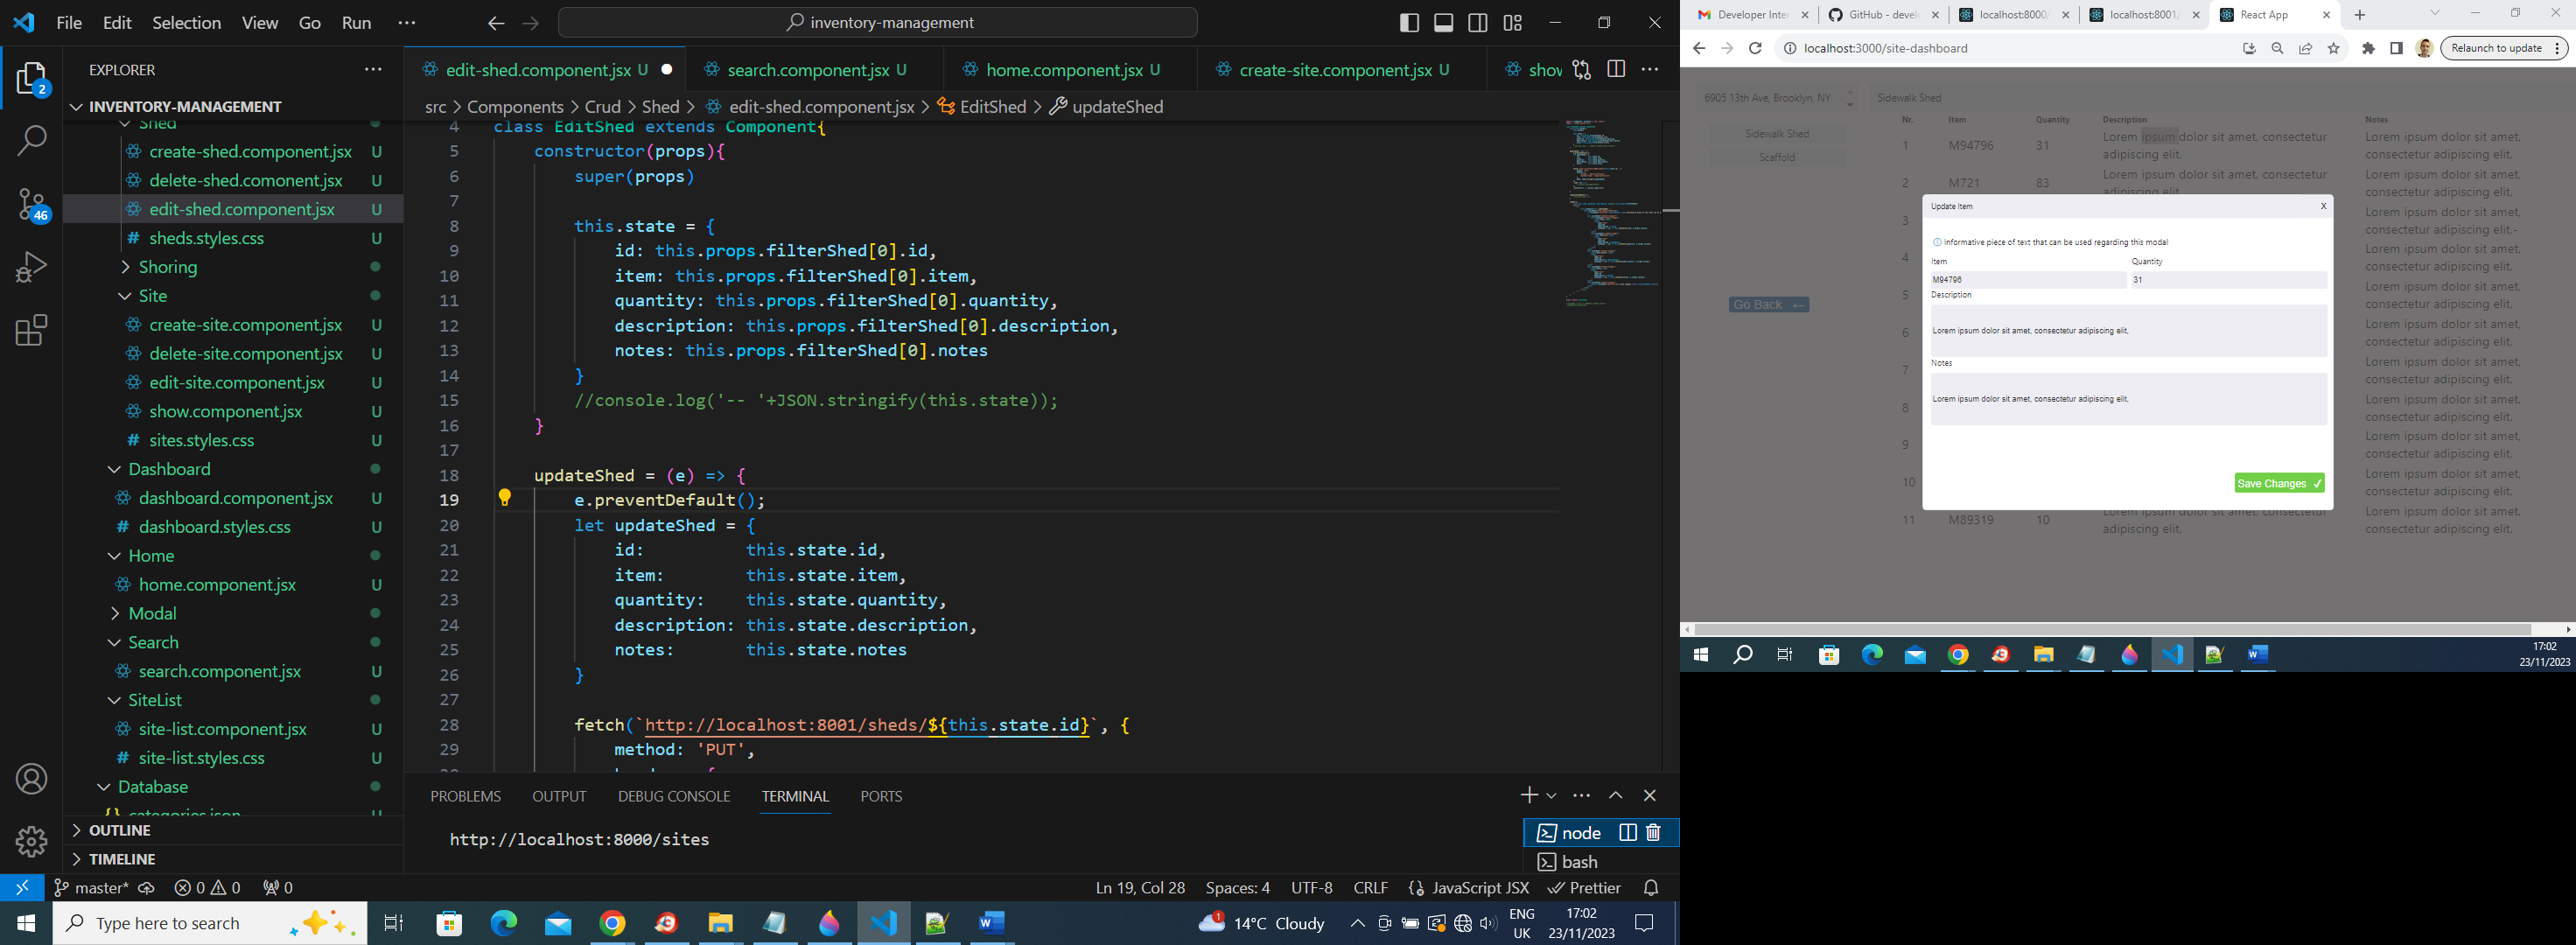 File Edit Selection View Go Run ···
inventory-management
EXPLORER
INVENTORY-MANAGEMENT
Shed
create-shed.component.jsx U
delete-shed.comonent.jsx U
edit-shed.component.jsx U
sheds.styles.css U
Shoring
Site
create-site.component.jsx U
delete-site.component.jsx U
edit-site.component.jsx U
show.component.jsx U
sites.styles.css U
Dashboard
dashboard.component.jsx U
dashboard.styles.css U
Home
home.component.jsx U
Modal
Search
search.component.jsx U
SiteList
site-list.component.jsx U
site-list.styles.css U
Database
categories.json U
OUTLINE
TIMELINE
2
46
edit-shed.component.jsx U
search.component.jsx U
home.component.jsx U
create-site.component.jsx U
show
src > Components > Crud > Shed > edit-shed.component.jsx > EditShed > updateShed
4 class EditShed extends Component{
5 constructor(props){
6 super(props)
7
8 this.state = {
9 id: this.props.filterShed[0].id,
10 item: this.props.filterShed[0].item,
11 quantity: this.props.filterShed[0].quantity,
12 description: this.props.filterShed[0].description,
13 notes: this.props.filterShed[0].notes
14 }
15 //console.log('-- '+JSON.stringify(this.state));
16 }
17
18 updateShed = (e) => {
19 e.preventDefault();
20 let updateShed = {
21 id: this.state.id,
22 item: this.state.item,
23 quantity: this.state.quantity,
24 description: this.state.description,
25 notes: this.state.notes
26 }
27
28 fetch(`http://localhost:8001/sheds/${this.state.id}`, {
29 method: 'PUT',
PROBLEMS OUTPUT DEBUG CONSOLE TERMINAL PORTS
http://localhost:8000/sites
node
bash
master* 0 0 0
Ln 19, Col 28 Spaces: 4 UTF-8 CRLF JavaScript JSX Prettier
Type here to search
1
14°C Cloudy
ENG
UK
17:02
23/11/2023
Developer Inter
GitHub - devel
localhost:8000/
localhost:8001/
React App
localhost:3000/site-dashboard
Relaunch to update
6905 13th Ave, Brooklyn, NY
Sidewalk Shed
Scaffold
Go Back ←
Sidewalk Shed
Nr. Item Quantity Description Notes
1 M94796 31 Lorem ipsum dolor sit amet, consectetur adipiscing elit. Lorem ipsum dolor sit amet, consectetur adipiscing elit.
2 M721 83 Lorem ipsum dolor sit amet, consectetur adipiscing elit. Lorem ipsum dolor sit amet, consectetur adipiscing elit.
3 Lorem ipsum dolor sit amet, consectetur adipiscing elit.-
4 Lorem ipsum dolor sit amet, consectetur adipiscing elit.
5 Lorem ipsum dolor sit amet, consectetur adipiscing elit.
6 Lorem ipsum dolor sit amet, consectetur adipiscing elit.
7 Lorem ipsum dolor sit amet, consectetur adipiscing elit.
8 Lorem ipsum dolor sit amet, consectetur adipiscing elit.
9 Lorem ipsum dolor sit amet, consectetur adipiscing elit.
10 Lorem ipsum dolor sit amet, consectetur adipiscing elit.
11 M89319 10 Lorem ipsum dolor sit amet, consectetur adipiscing elit. Lorem ipsum dolor sit amet, consectetur adipiscing elit.
Update Item X
Informative piece of text that can be used regarding this modal
Item Quantity
M94796 31
Description
Lorem ipsum dolor sit amet, consectetur adipiscing elit.
Notes
Lorem ipsum dolor sit amet, consectetur adipiscing elit.
Save Changes ✓
17:02
23/11/2023